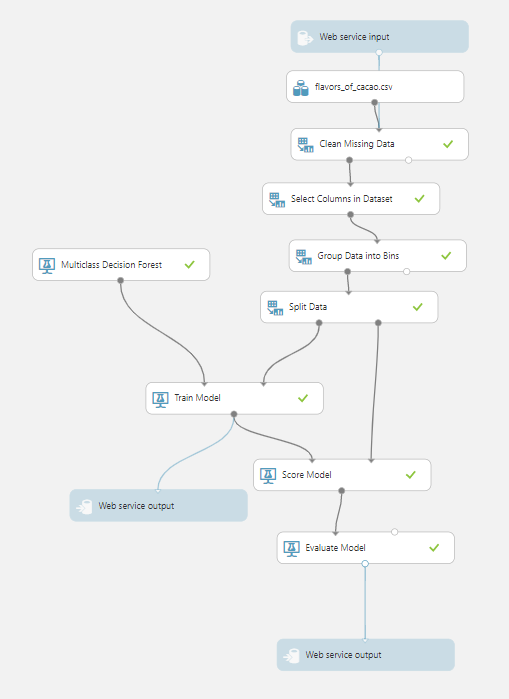 Web service input
flavors_of_cacao.csv
Clean Missing Data
Select Columns in Dataset
Group Data into Bins
Multiclass Decision Forest
Split Data
Train Model
Score Model
Web service output
Evaluate Model
Web service output